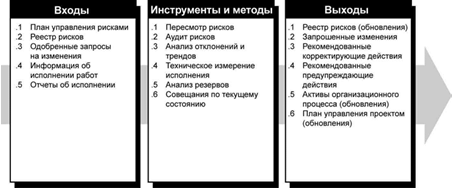 Входы
.1 План управления рисками
.2 Реестр рисков
.3 Одобренные запросы
на изменения
.4 Информация об
исполнении работ
.5 Отчеты об исполнении
Инструменты и методы
.1 Пересмотр рисков
.2 Аудит рисков
.3 Анализ отклонений и
трендов
.4 Техническое измерение
исполнения
.5 Анализ резервов
.6 Совещания по текущему
состоянию
Выходы
.1 Реестр рисков (обновления)
.2 Запрошенные изменения
.3 Рекомендованные
корректирующие действия
.4 Рекомендованные
предупреждающие
действия
.5 Активы организационного
процесса (обновления)
.6 План управления проектом
(обновления)